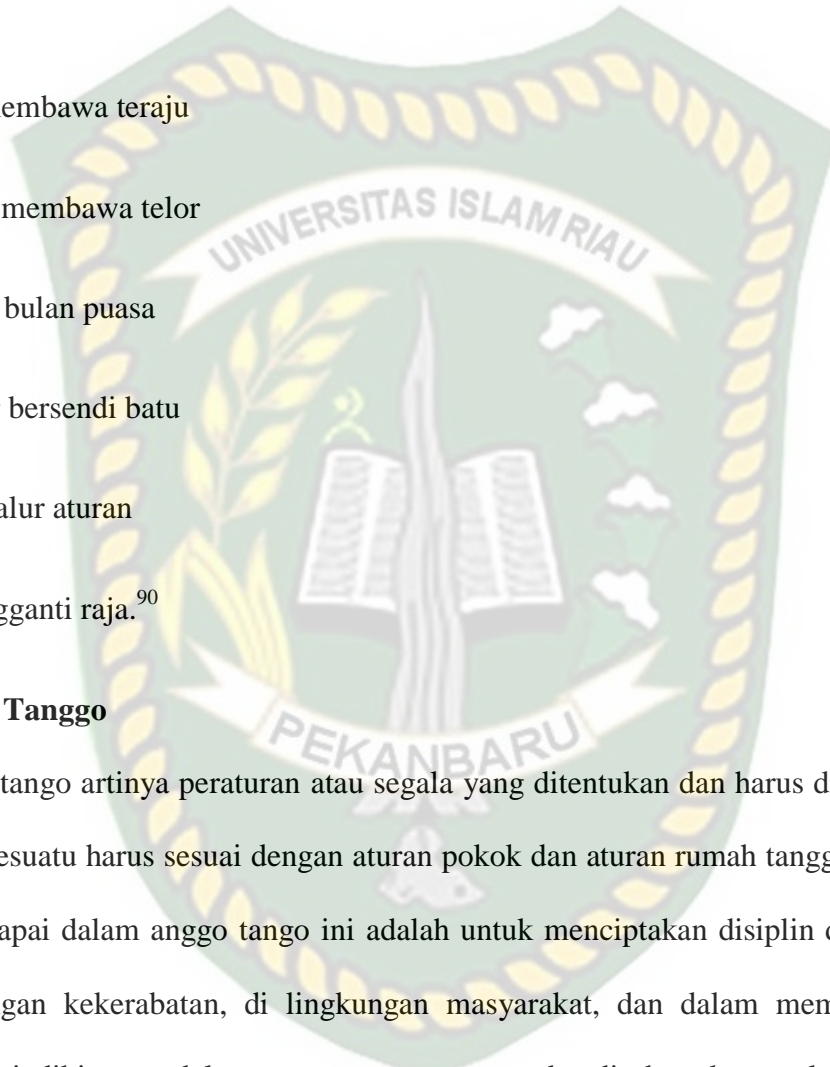 embawa teraju
membawa telor
bulan puasa
bersendi batu
alur aturan
gganti raja.90
Tanggo
tango artinya peraturan atau segala yang ditentukan dan harus d
esuatu harus sesuai dengan aturan pokok dan aturan rumah tangg
apai dalam anggo tango ini adalah untuk menciptakan disiplin d
gan kekerabatan, di lingkungan masyarakat, dan dalam mem
UNIVERSITAS ISLAM RIAU
PEKANBARU